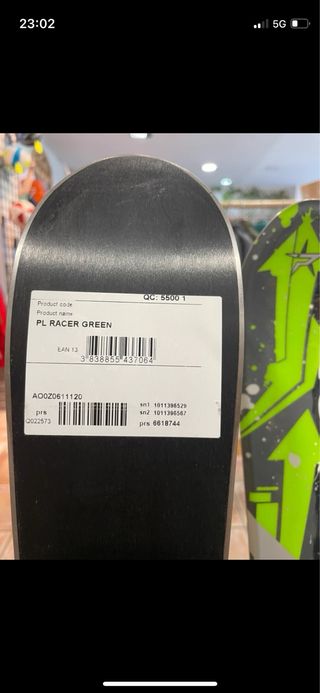 23:02
5G
QC: 5500 1
Product code
Product name
PL RACER GREEN
EAN 13
3 838855 437064
AO0Z0611120
prs
sn1 1011396529
sn2 1011396567
prs 6618744